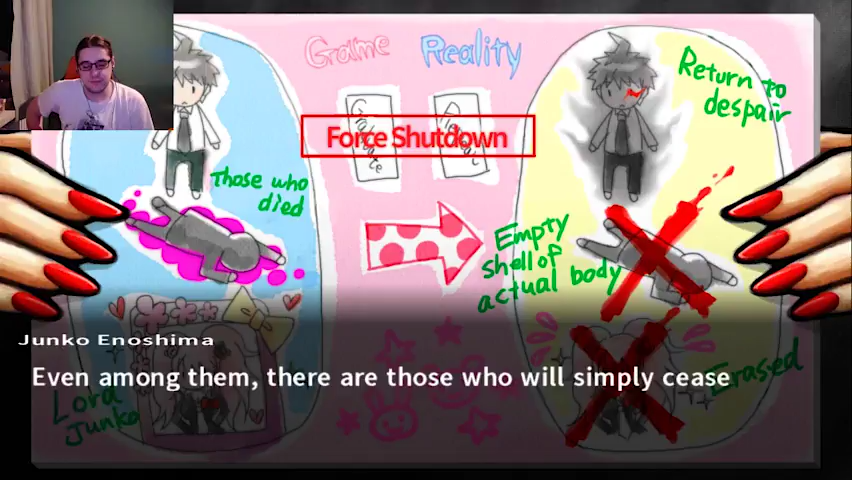 Game Reality
Return to
despair
Force Shutdown
Graduate
Those who
died
Empty
shell of
actual body
Junko Enoshima
Even among them, there are those who will simply cease
Lord
Junko
Erased